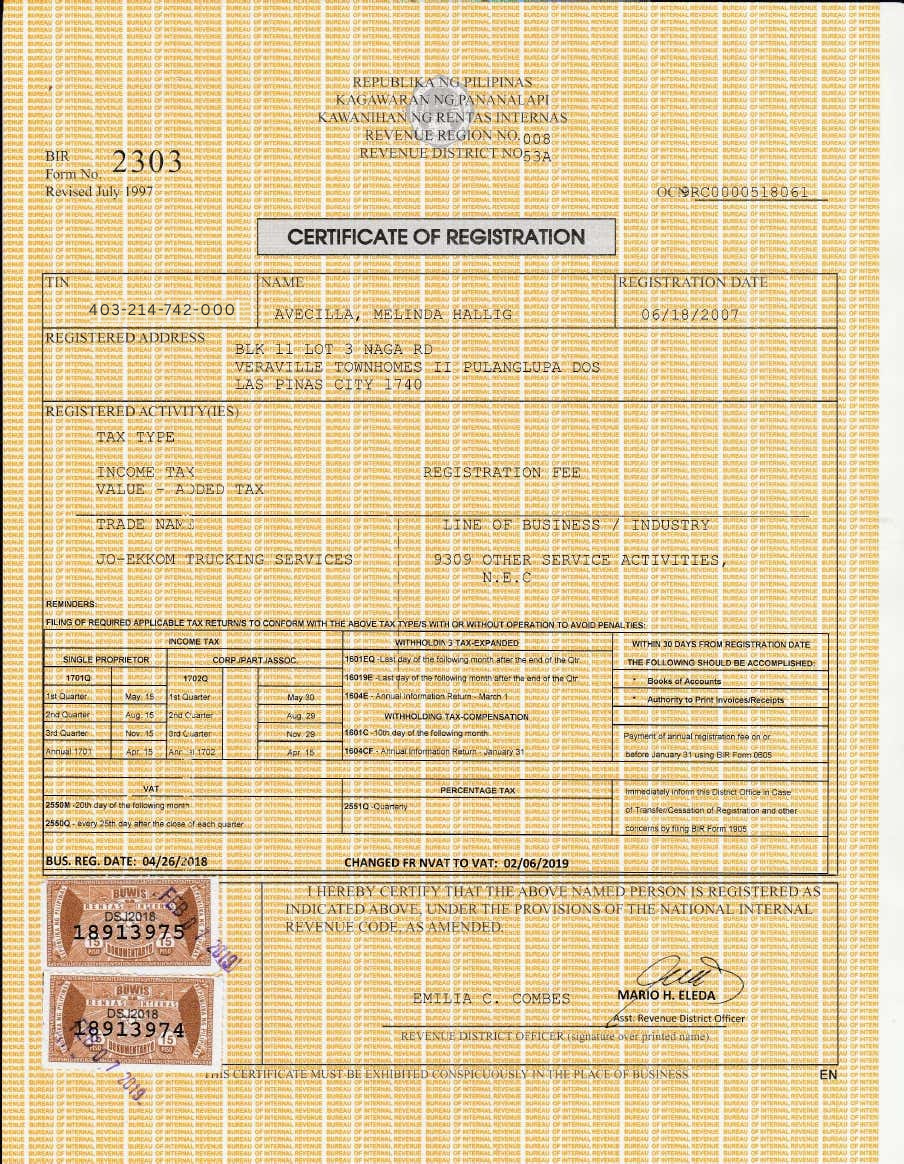 REPUBLIKA NG PILIPINAS
KAGAWARAN NG PANANALAPI
KAWANIHAN NG RENTAS INTERNAS
REVENUE REGION NO. 008
REVENUE DISTRICT NO 53A
BIR
Form No. 2303
Revised July 1997
OCN 9RC0000518061
CERTIFICATE OF REGISTRATION
TIN NAME REGISTRATION DATE
403-214-742-000 AVECILLA, MELINDA HALLIG 06/18/2007
REGISTERED ADDRESS
BLK 11 LOT 3 NAGA RD
VERAVILLE TOWNHOMES II PULANGLUPA DOS
LAS PINAS CITY 1740
REGISTERED ACTIVITY(IES)
TAX TYPE
INCOME TAX REGISTRATION FEE
VALUE - ADDED TAX
TRADE NAME LINE OF BUSINESS / INDUSTRY
JO-EKKOM TRUCKING SERVICES 9309 OTHER SERVICE ACTIVITIES,
N.E.C
REMINDERS:
FILING OF REQUIRED APPLICABLE TAX RETURN/S TO CONFORM WITH THE ABOVE TAX TYPE/S WITH OR WITHOUT OPERATION TO AVOID PENALTIES:
INCOME TAX
SINGLE PROPRIETOR CORP./PART./ASSOC.
1701Q 1702Q
1st Quarter May. 15 1st Quarter May 30
2nd Quarter Aug. 15 2nd Quarter Aug. 29
3rd Quarter Nov. 15 3rd Quarter Nov. 29
Annual 1701 Apr. 15 Annual 1702 Apr. 15
WITHHOLDING TAX-EXPANDED
1601EQ -Last day of the following month after the end of the Qtr
16019E -Last day of the following month after the end of the Qtr
1604E - Annual Information Return - March 1
WITHHOLDING TAX-COMPENSATION
1601C -10th day of the following month
1604CF - Annual Information Return - January 31
WITHIN 30 DAYS FROM REGISTRATION DATE
THE FOLLOWING SHOULD BE ACCOMPLISHED:
* Books of Accounts
* Authority to Print Invoices/Receipts
Payment of annual registration fee on or
before January 31 using BIR Form 0605
VAT
2550M -20th day of the following month
2550Q - every 25th day after the close of each quarter
PERCENTAGE TAX
2551Q -Quarterly
Immediately inform this District Office in Case
of Transfer/Cessation of Registration and other
concerns by filing BIR Form 1905
BUS. REG. DATE: 04/26/2018 CHANGED FR NVAT TO VAT: 02/06/2019
BUWIS
RENTAS INTERNAS
DSJ2018
18913975
15 DOKUMENTARYO 15
BUWIS
RENTAS INTERNAS
DSJ2018
18913974
15 DOKUMENTARYO 15
FEB 07 2019
I HEREBY CERTIFY THAT THE ABOVE NAMED PERSON IS REGISTERED AS
INDICATED ABOVE, UNDER THE PROVISIONS OF THE NATIONAL INTERNAL
REVENUE CODE, AS AMENDED.
EMILIA C. COMBES
MARIO H. ELEDA
Asst. Revenue District Officer
REVENUE DISTRICT OFFICER (signature over printed name)
THIS CERTIFICATE MUST BE EXHIBITED CONSPICUOUSLY IN THE PLACE OF BUSINESS
EN